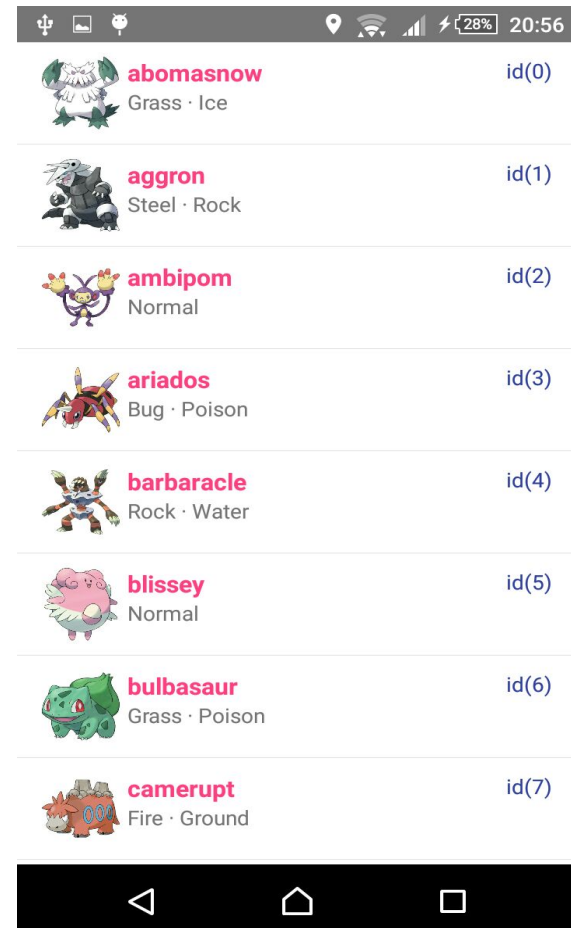 28% 20:56
abomasnow id(0)
Grass · Ice
aggron id(1)
Steel · Rock
ambipom id(2)
Normal
ariados id(3)
Bug · Poison
barbaracle id(4)
Rock · Water
blissey id(5)
Normal
bulbasaur id(6)
Grass · Poison
camerupt id(7)
Fire · Ground